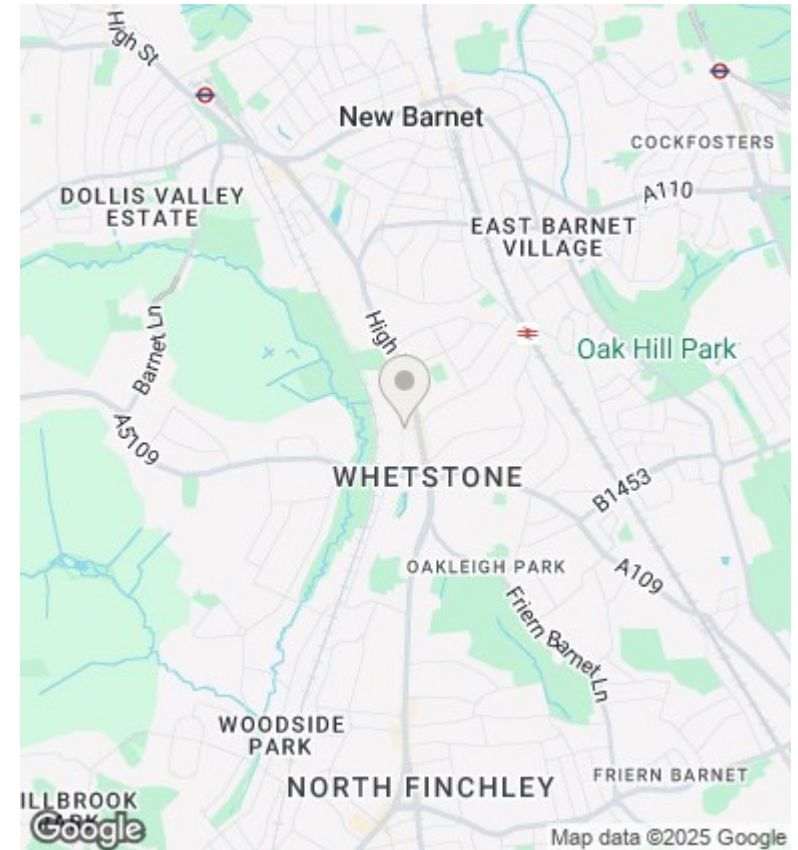 High St
New Barnet
COCKFOSTERS
DOLLIS VALLEY
ESTATE
A110
EAST BARNET
VILLAGE
High
Barnet Ln
Oak Hill Park
A5109
WHETSTONE
B1453
OAKLEIGH PARK
A109
Friern Barnet Ln
WOODSIDE
PARK
NORTH FINCHLEY
FRIERN BARNET
ILLBROOK
PARK
Google
Map data ©2025 Google